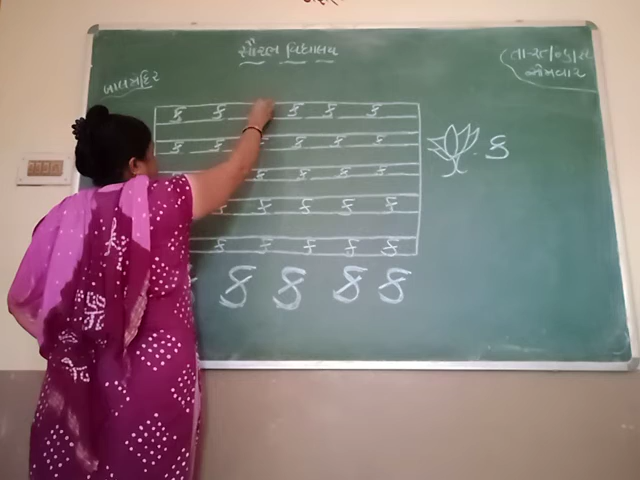 સૌરભ વિદ્યાલય
બાલમંદિર
સોમવાર
ક ક ક ક ક
ક ક ક ક ક ક
ક ક ક ક
ક ક ક ક ક
ક ક ક ક ક
ક
ક ક ક ક